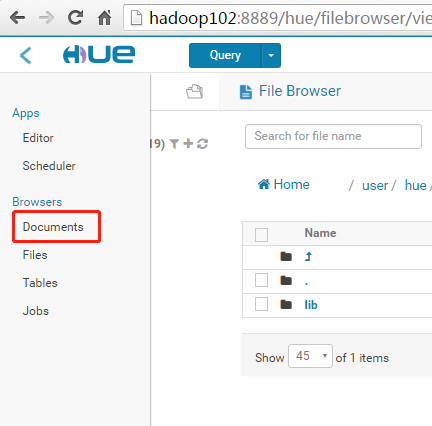 hadoop102:8889/hue/filebrowser/vie
HUE
Query
Apps
Editor
Scheduler
Browsers
Documents
Files
Tables
Jobs
19)
File Browser
Search for file name
Home / user / hue /
Name
.
lib
Show 45 of 1 items